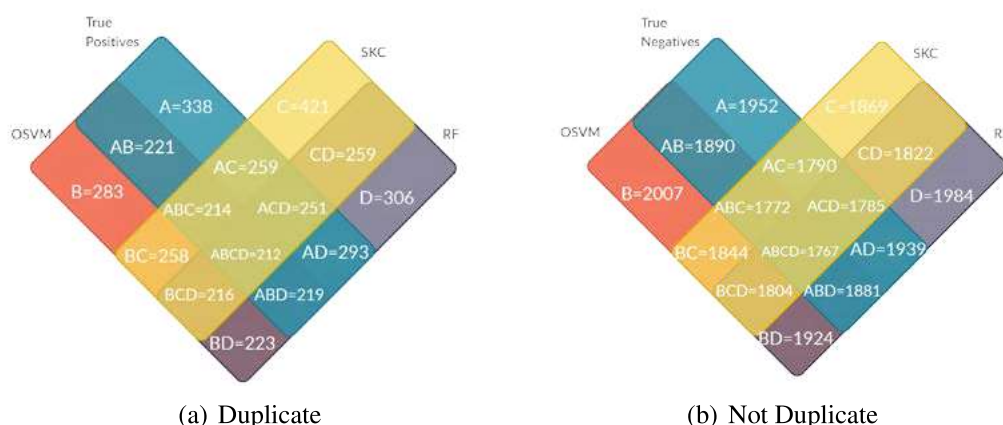 True
Positives
SKC
A=338
C=421
OSVM
RF
AB=221
CD=259
AC=259
B=283
D=306
ABC=214
ACD=251
BC=258
ABCD=212
AD=293
BCD=216
ABD=219
BD=223
(a) Duplicate
True
Negatives
SKC
A=1952
C=1869
OSVM
R
AB=1890
CD=1822
AC=1790
B=2007
D=1984
ABC=1772
ACD=1785
BC=1844
ABCD=1767
AD=1939
BCD=1804
ABD=1881
BD=1924
(b) Not Duplicate